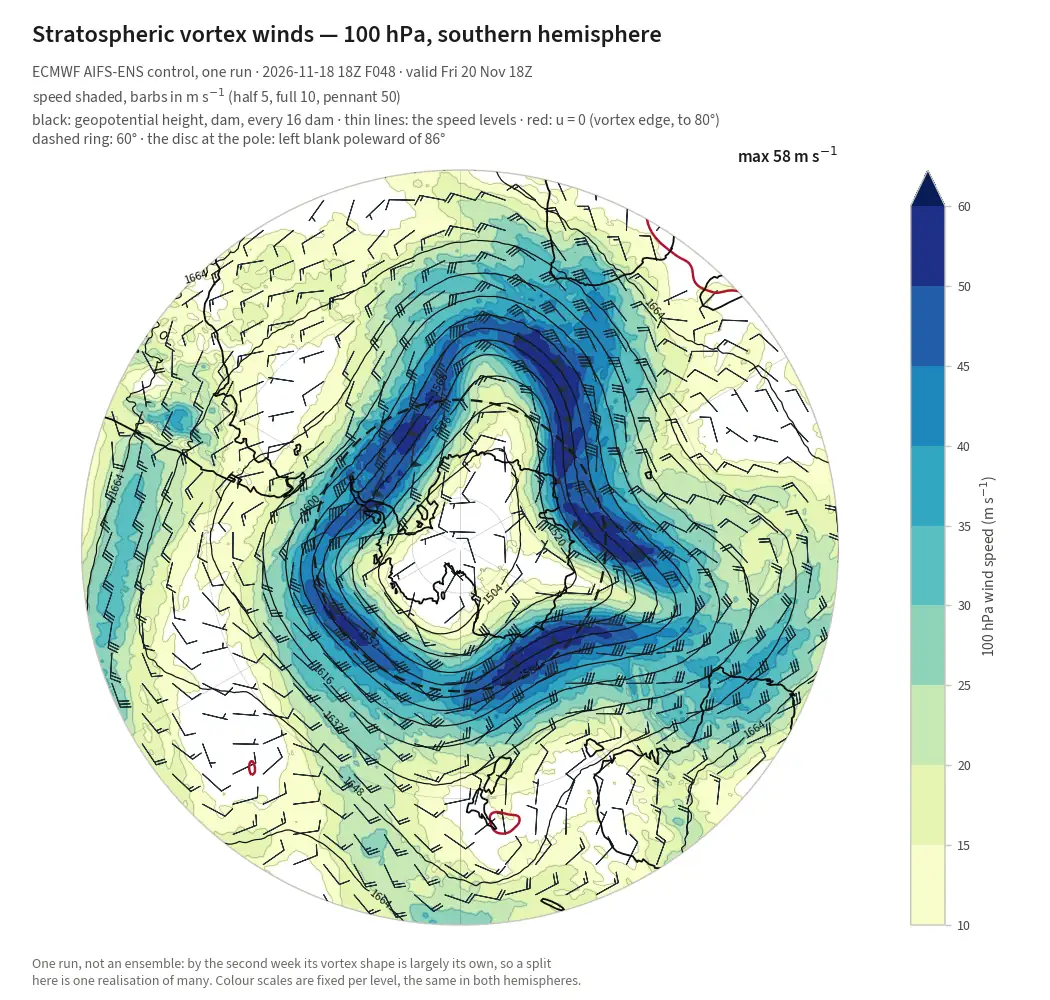 Stratospheric vortex winds — 100 hPa, southern hemisphere
ECMWF AIFS-ENS control, one run · 2026-11-18 18Z F048 · valid Fri 20 Nov 18Z
speed shaded, barbs in m s⁻¹ (half 5, full 10, pennant 50)
black: geopotential height, dam, every 16 dam · thin lines: the speed levels · red: u = 0 (vortex edge, to 80°)
dashed ring: 60° · the disc at the pole: left blank poleward of 86°
max 58 m s⁻¹
60
50
45
40
35
30
25
20
15
10
100 hPa wind speed (m s⁻¹)
1664
1664
1664
1600
1520
1504
1616
1632
1648
1664
1664
One run, not an ensemble: by the second week its vortex shape is largely its own, so a split
here is one realisation of many. Colour scales are fixed per level, the same in both hemispheres.